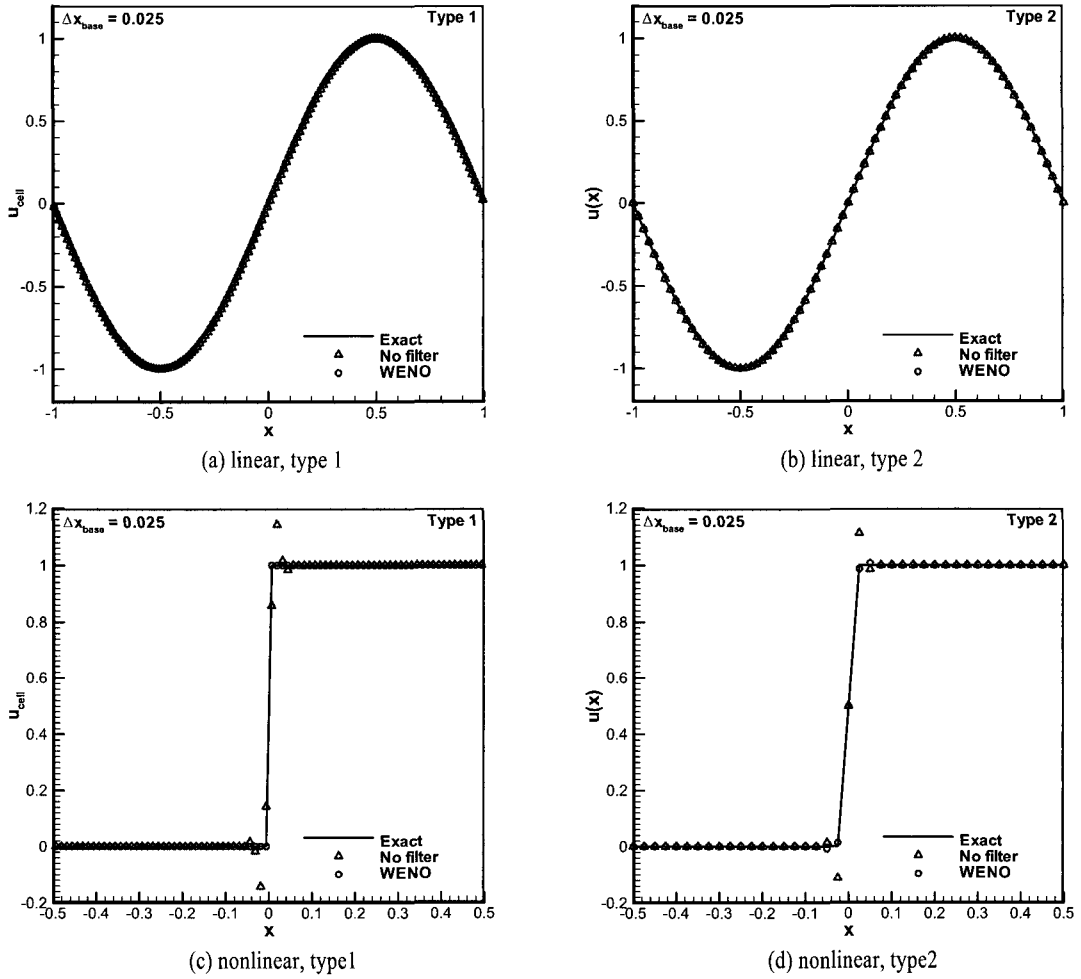 Δx_base = 0.025
Type 1
u_cell
1
0.5
0
-0.5
-1
Exact
No filter
WENO
-1
-0.5
0
0.5
1
x
(a) linear, type 1
Δx_base = 0.025
Type 2
u(x)
1
0.5
0
-0.5
-1
Exact
No filter
WENO
-1
-0.5
0
0.5
1
x
(b) linear, type 2
1.2
Δx_base = 0.025
Type 1
u_cell
1
0.8
0.6
0.4
0.2
0
-0.2
Exact
No filter
WENO
-0.5
-0.4
-0.3
-0.2
-0.1
0
0.1
0.2
0.3
0.4
0.5
x
(c) nonlinear, type1
1.2
Δx_base = 0.025
Type 2
u(x)
1
0.8
0.6
0.4
0.2
0
-0.2
Exact
No filter
WENO
-0.5
-0.4
-0.3
-0.2
-0.1
0
0.1
0.2
0.3
0.4
0.5
x
(d) nonlinear, type2